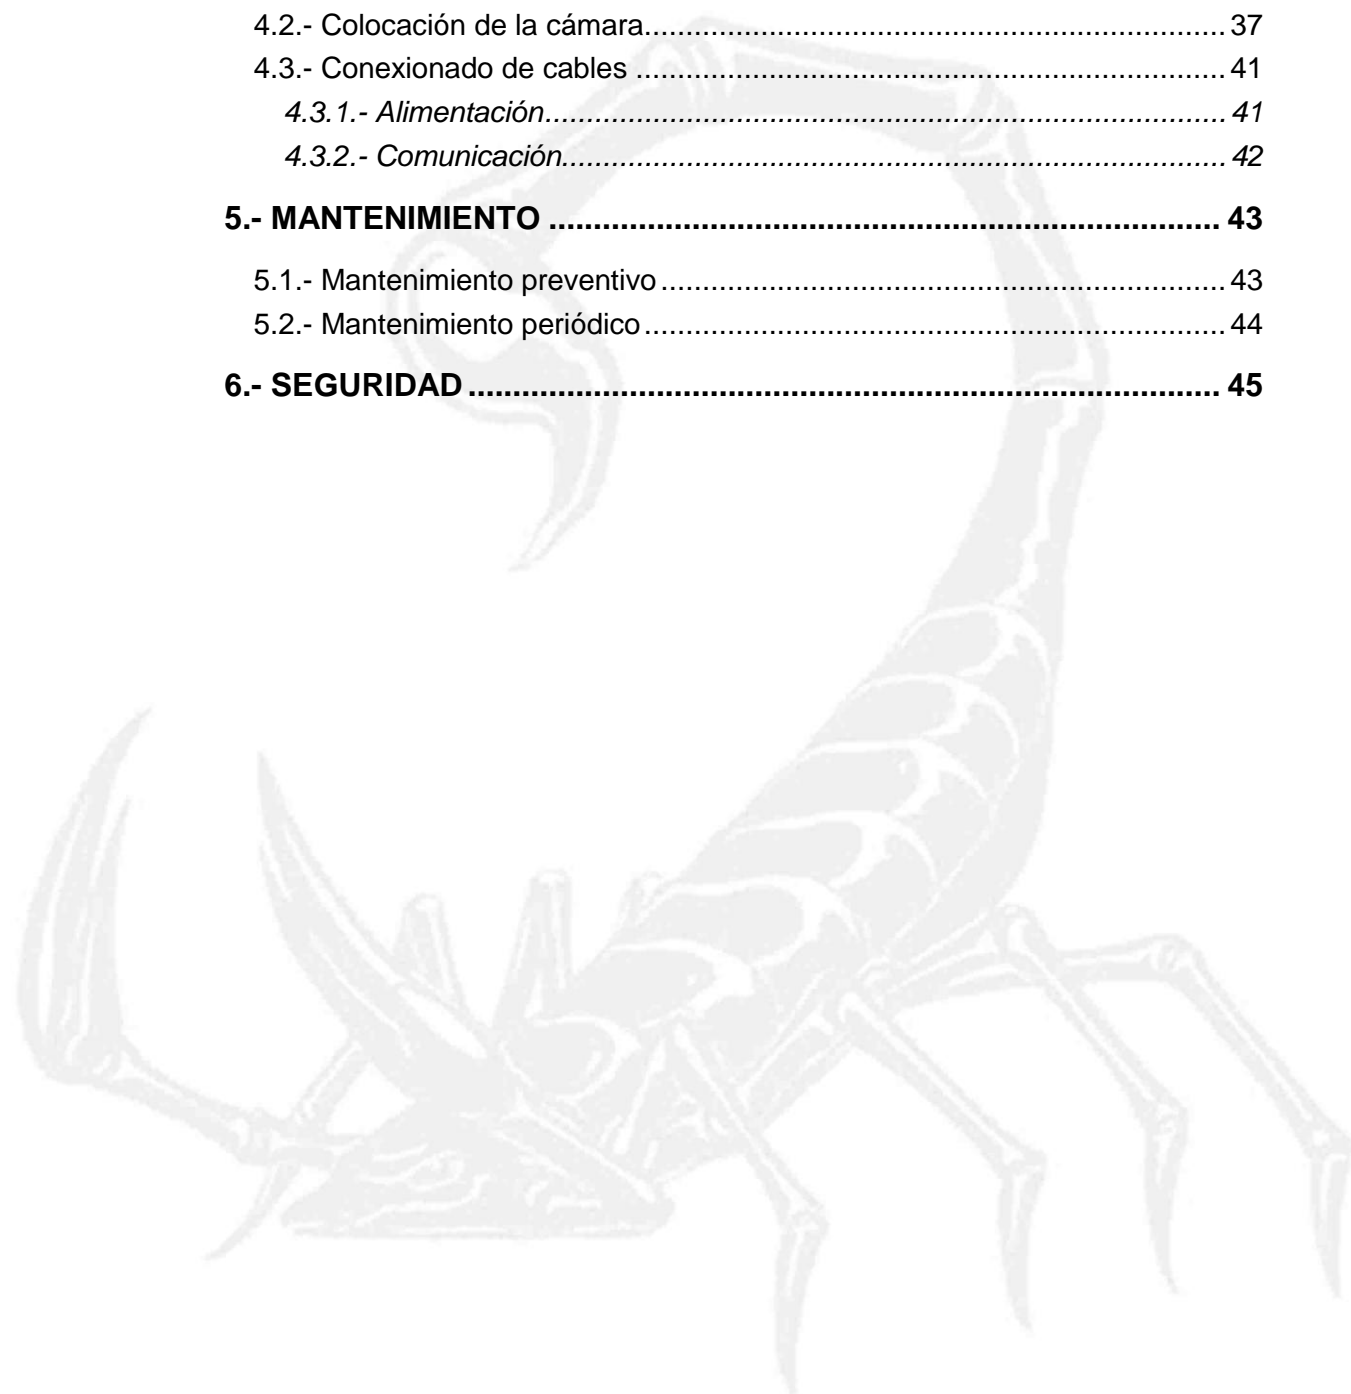 4.2.- Colocación de la cámara.......................................................................... 37
4.3.- Conexionado de cables ........................................................................... 41
4.3.1.- Alimentación...................................................................................... 41
4.3.2.- Comunicación.................................................................................... 42
5.- MANTENIMIENTO ........................................................................... 43
5.1.- Mantenimiento preventivo ........................................................................ 43
5.2.- Mantenimiento periódico .......................................................................... 44
6.- SEGURIDAD .................................................................................... 45